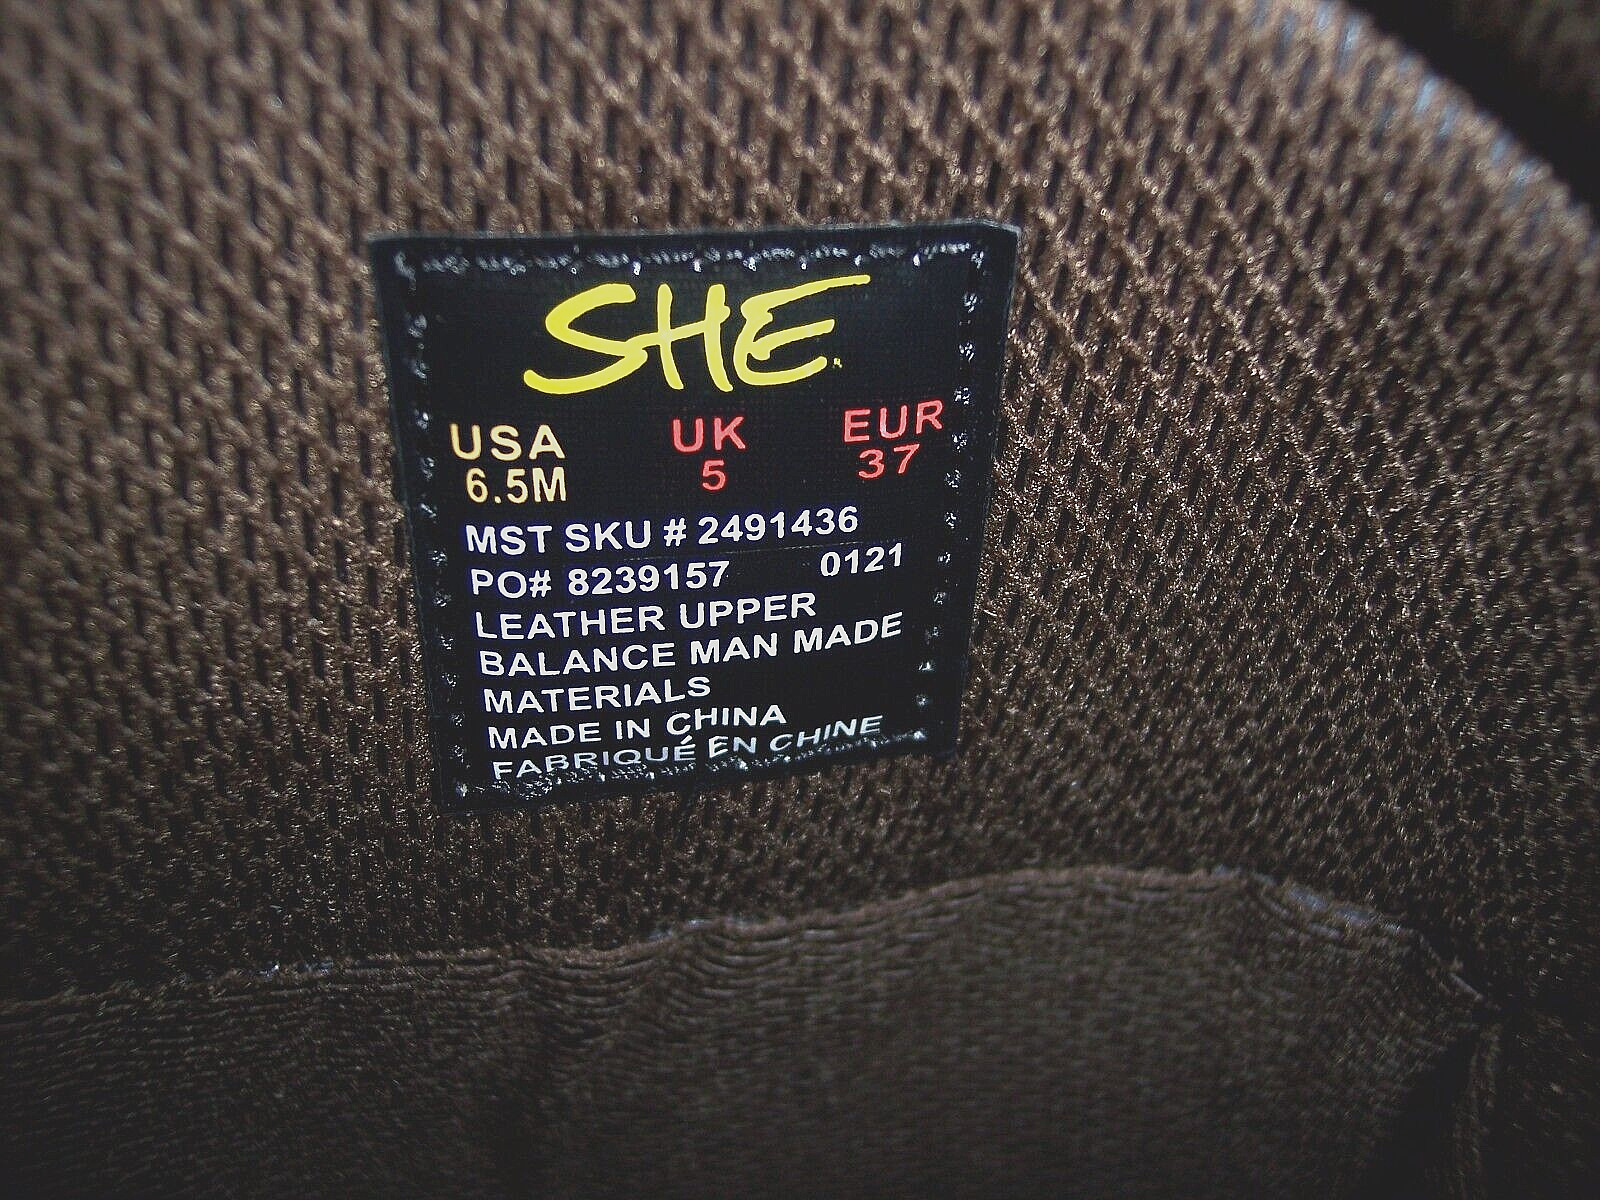 SHE
USA UK EUR
6.5M 5 37
MST SKU # 2491436
PO# 8239157 0121
LEATHER UPPER
BALANCE MAN MADE
MATERIALS
MADE IN CHINA
FABRIQUÉ EN CHINE